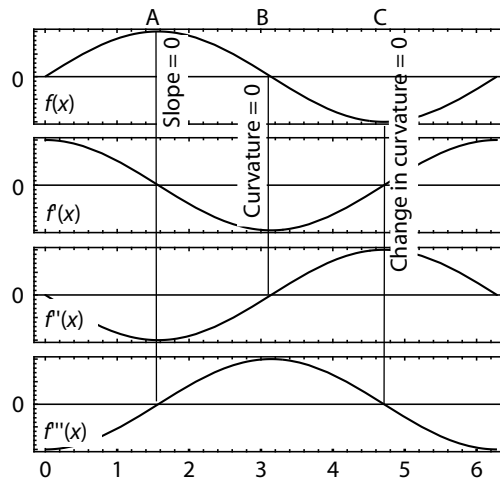 A B C
0
f(x)
Slope = 0
Curvature = 0
Change in curvature = 0
0
f'(x)
0
f''(x)
0
f'''(x)
0 1 2 3 4 5 6